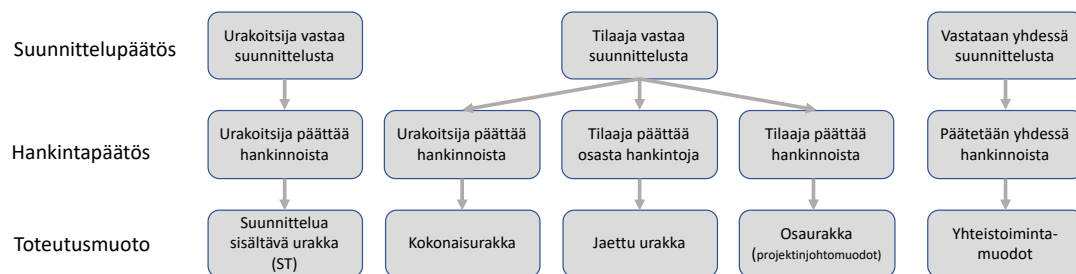 Suunnittelupäätös
Urakoitsija vastaa
suunnittelusta
Tilaaja vastaa
suunnittelusta
Vastataan yhdessä
suunnittelusta
Hankintapäätös
Urakoitsija päättää
hankinnoista
Urakoitsija päättää
hankinnoista
Tilaaja päättää
osasta hankintoja
Tilaaja päättää
hankinnoista
Päätetään yhdessä
hankinnoista
Toteutusmuoto
Suunnittelua
sisältävä urakka
(ST)
Kokonaisurakka
Jaettu urakka
Osaurakka
(projektinjohtomuodot)
Yhteistoiminta-
muodot